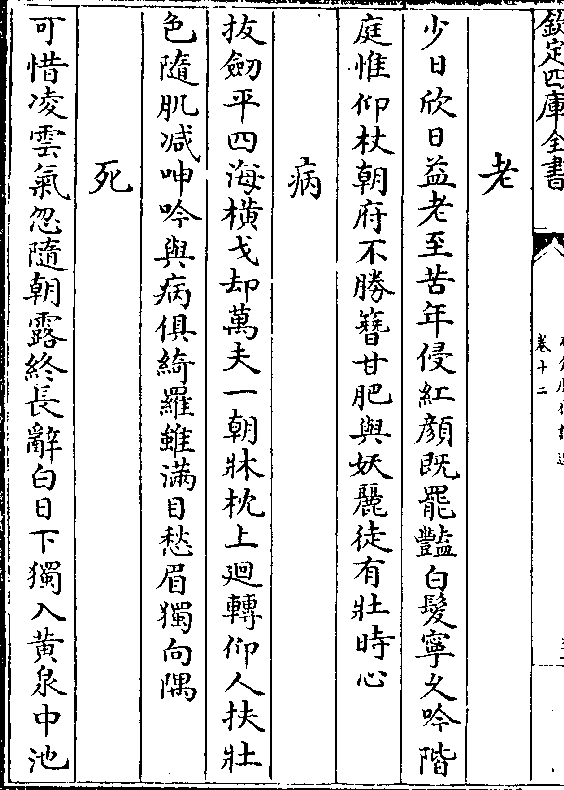 欽定四庫全書
卷十二
老
少日欣日益老至苦年侵紅顔既罷豔白髮寧久吟階
庭惟仰杖朝府不勝簪甘肥與妖麗徒有壯時心
病
抜劒平四海横戈却萬夫一朝牀枕上廻轉仰人扶壯
色隨肌减呻吟與病俱綺羅雖滿目愁眉獨向隅
死
可惜凌雲氣忽隨朝露終長辭白日下獨入黄泉中池